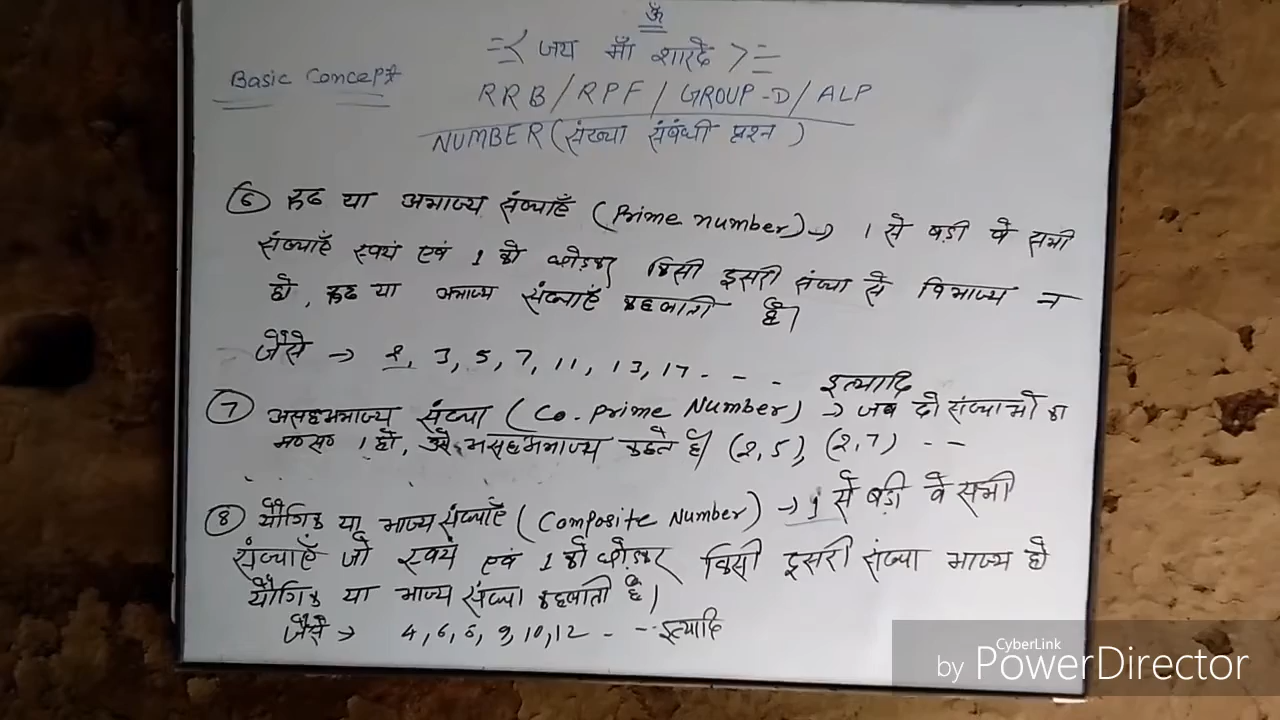 ॐ
=< जय माँ शारदे >=
Basic Concept
RRB/RPF/GROUP-D/ALP
NUMBER (संख्या संबंधी प्रश्न)
⑥ रूढ या अभाज्य संख्याएँ (Prime number) → 1 से बड़ी वे सभी
संख्याएँ स्वयं एवं 1 को छोड़कर किसी दूसरी संख्या से विभाज्य न
हो, रूढ या अभाज्य संख्याएँ कहलाती है।
जैसे → 2, 3, 5, 7, 11, 13, 17 - - - इत्यादि
⑦ असहअभाज्य संख्या (Co. prime Number) → जब दो संख्याओ का
म०स० 1 हो, उसे असहअभाज्य कहते है। (2,5), (2,7) - -
⑧ यौगिक या भाज्य संख्याएँ (Composite Number) → 1 से बड़ी वे सभी
संख्याएँ जो स्वयं एवं 1 को छोड़कर किसी दूसरी संख्या भाज्य हो
यौगिक या भाज्य संख्या कहलाती है।
जैसे → 4, 6, 8, 9, 10, 12 - - इत्यादि
CyberLink
by PowerDirector